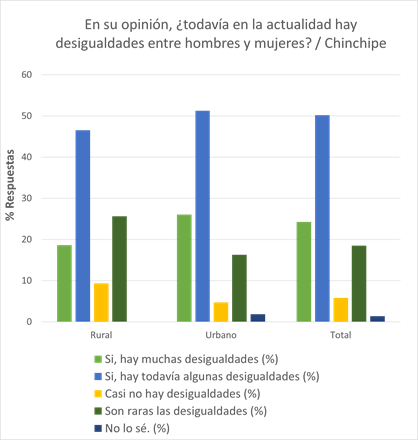 En su opinión, ¿todavía en la actualidad hay
desigualdades entre hombres y mujeres? / Chinchipe
60
50
40
30
20
10
0
% Respuestas
Rural
Urbano
Total
Si, hay muchas desigualdades (%)
Si, hay todavía algunas desigualdades (%)
Casi no hay desigualdades (%)
Son raras las desigualdades (%)
No lo sé. (%)